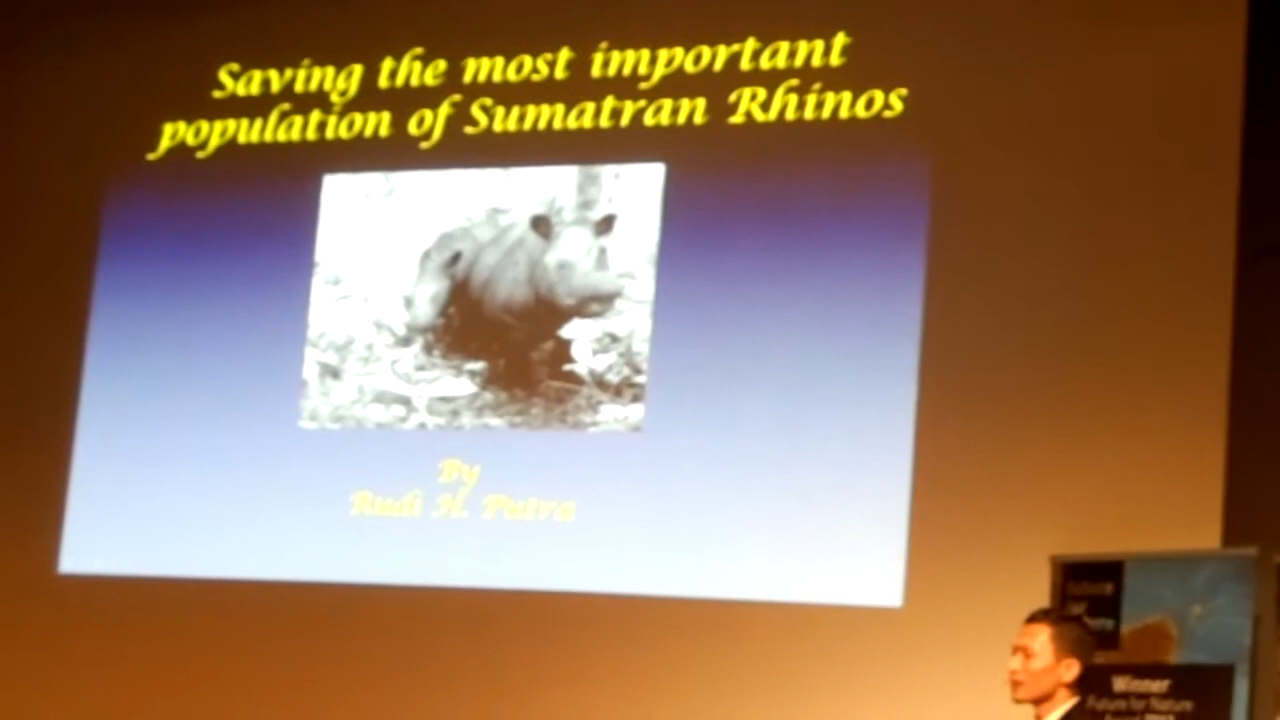 Saving the most important
population of Sumatran Rhinos
By
Rudi H. Putra
Winner
Future for Nature